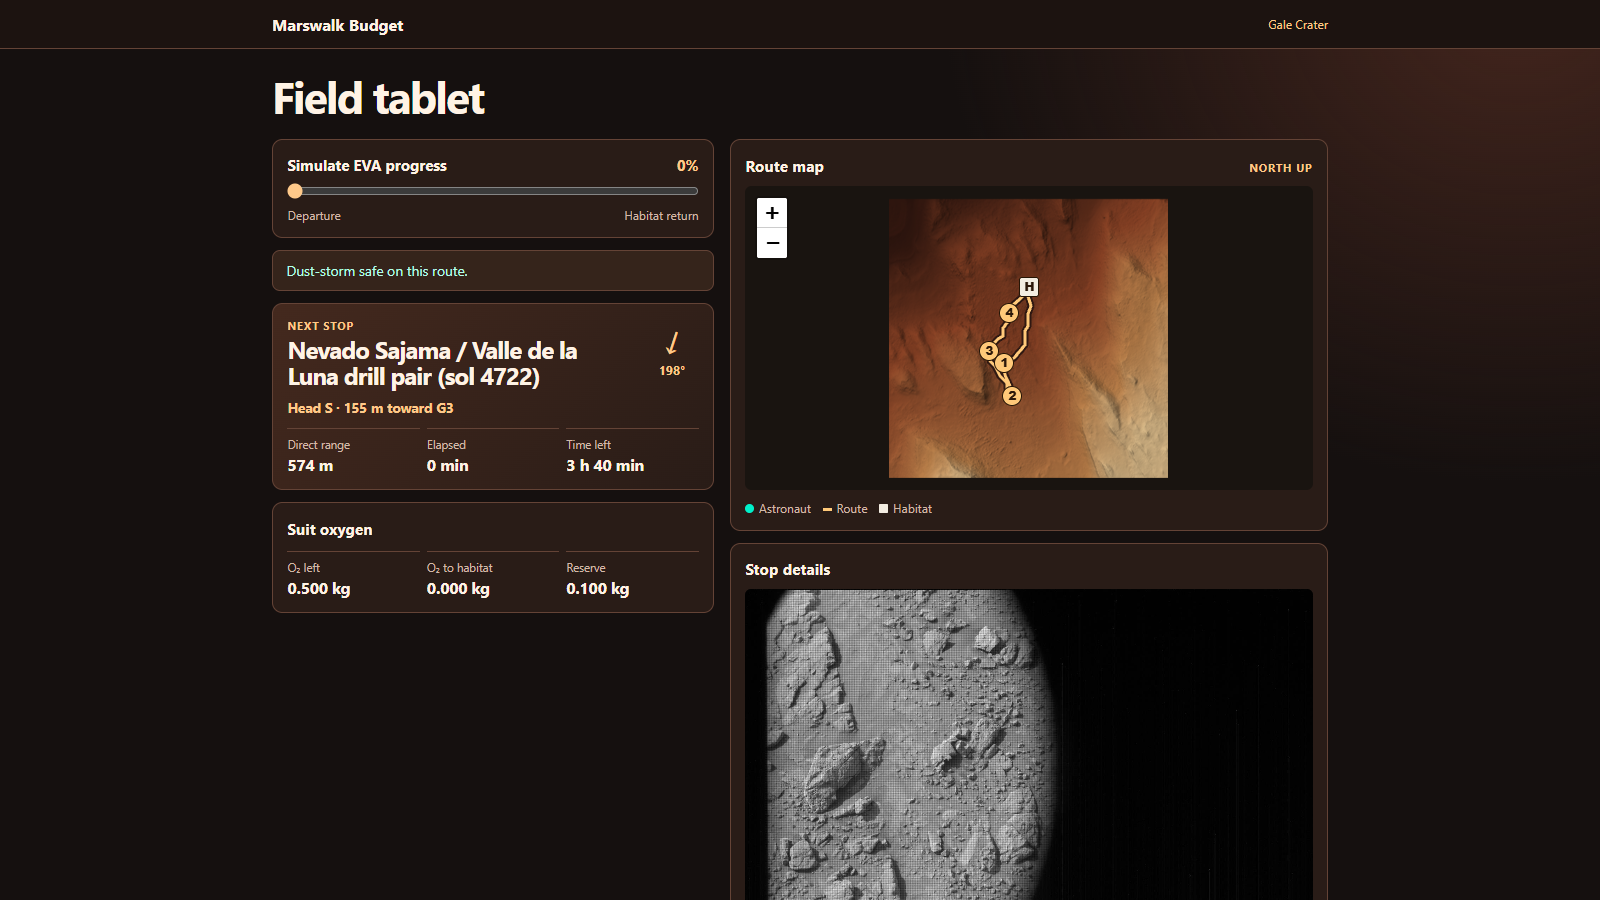 Marswalk Budget
Gale Crater
Field tablet
Simulate EVA progress
0%
Departure
Habitat return
Dust-storm safe on this route.
NEXT STOP
Nevado Sajama / Valle de la
Luna drill pair (sol 4722)
198°
Head S · 155 m toward G3
Direct range
Elapsed
Time left
574 m
0 min
3 h 40 min
Suit oxygen
O₂ left
O₂ to habitat
Reserve
0.500 kg
0.000 kg
0.100 kg
Route map
NORTH UP
+
−
H
4
3
1
2
Astronaut
Route
Habitat
Stop details